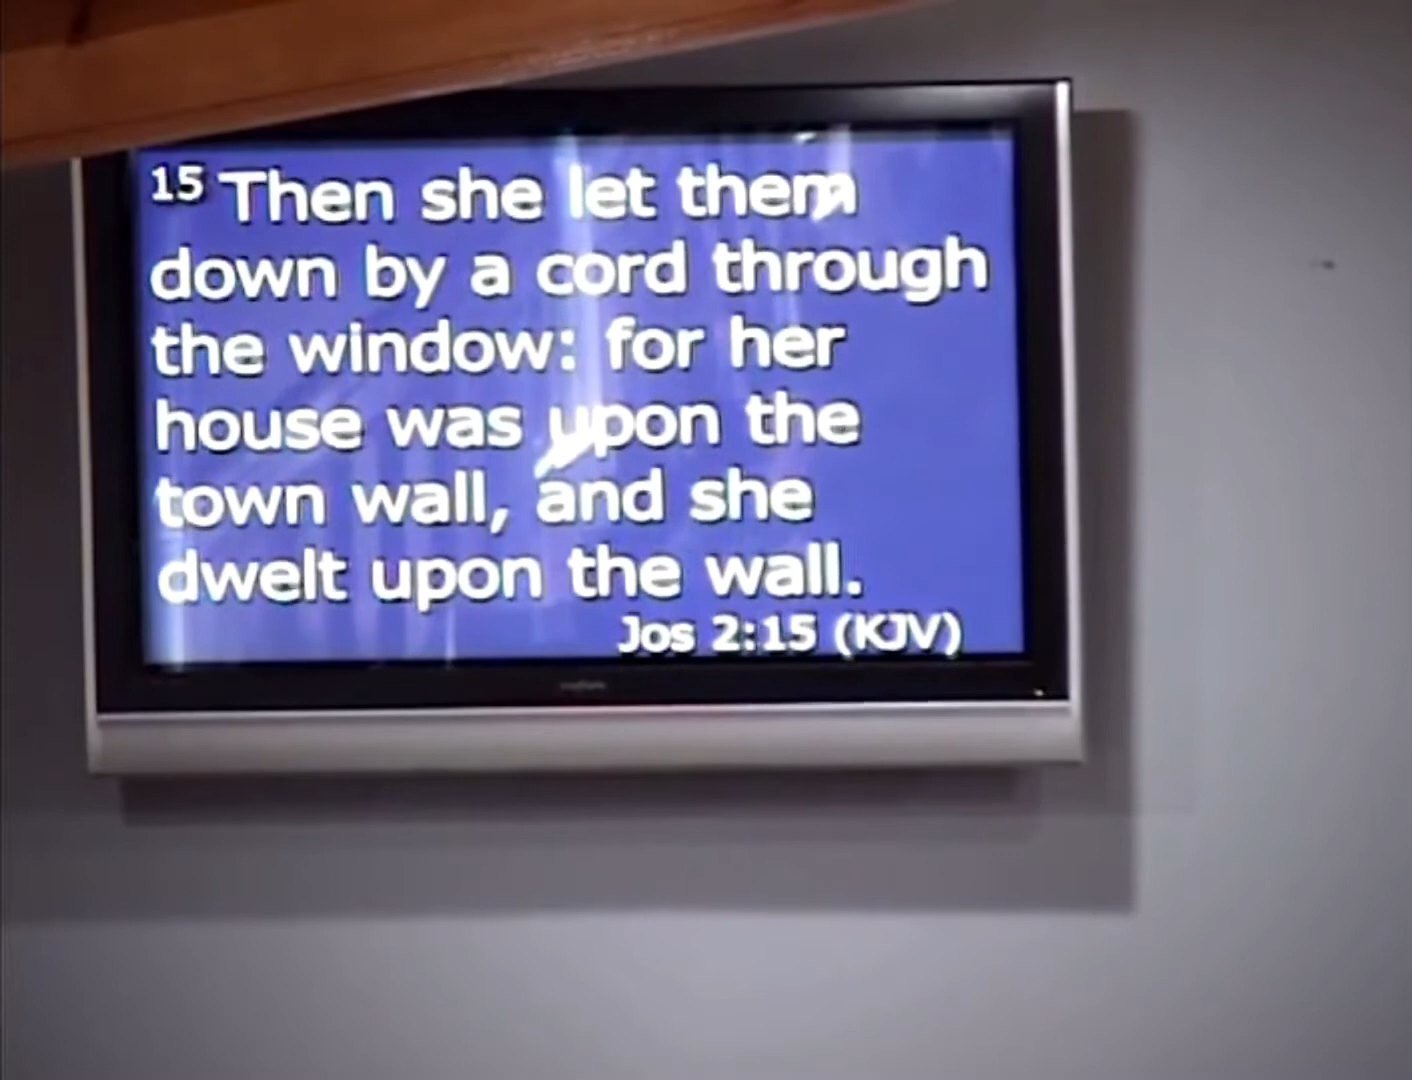 15 Then she let them
down by a cord through
the window: for her
house was upon the
town wall, and she
dwelt upon the wall.
Jos 2:15 (KJV)